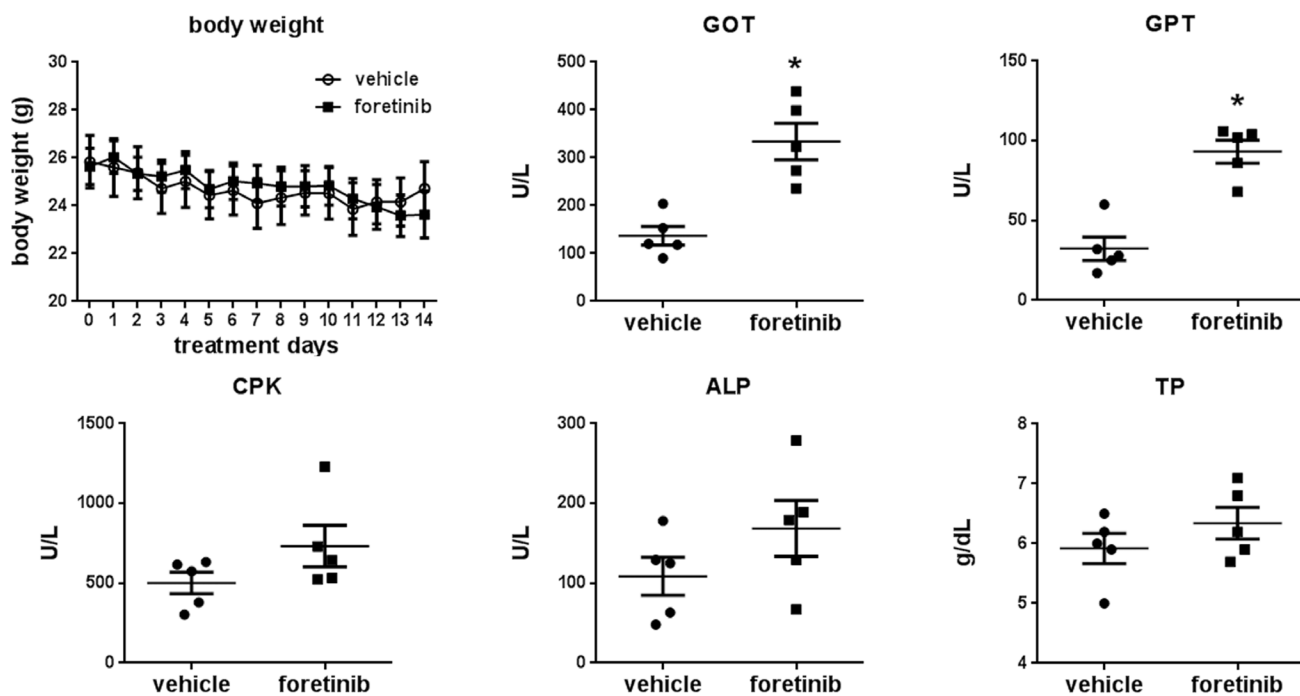 body weight
30
28
26
24
22
20
body weight (g)
vehicle
foretinib
0 1 2 3 4 5 6 7 8 9 10 11 12 13 14
treatment days
GOT
500
400
300
200
100
0
U/L
*
vehicle foretinib
GPT
150
100
50
0
U/L
*
vehicle foretinib
CPK
1500
1000
500
0
U/L
vehicle foretinib
ALP
300
200
100
0
U/L
vehicle foretinib
TP
8
7
6
5
4
g/dL
vehicle foretinib